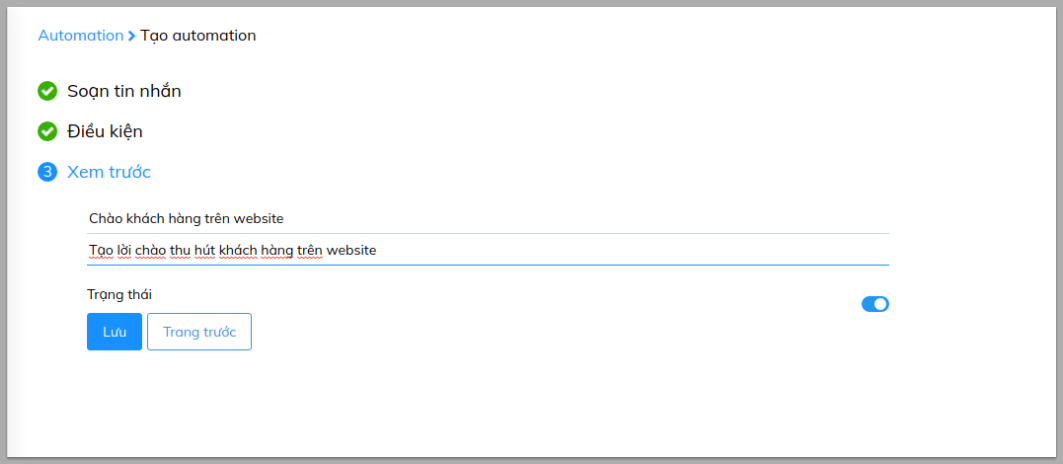 Automation > Tạo automation
Soạn tin nhắn
Điều kiện
3 Xem trước
Chào khách hàng trên website
Tạo lời chào thu hút khách hàng trên website
Trạng thái
Lưu Trang trước